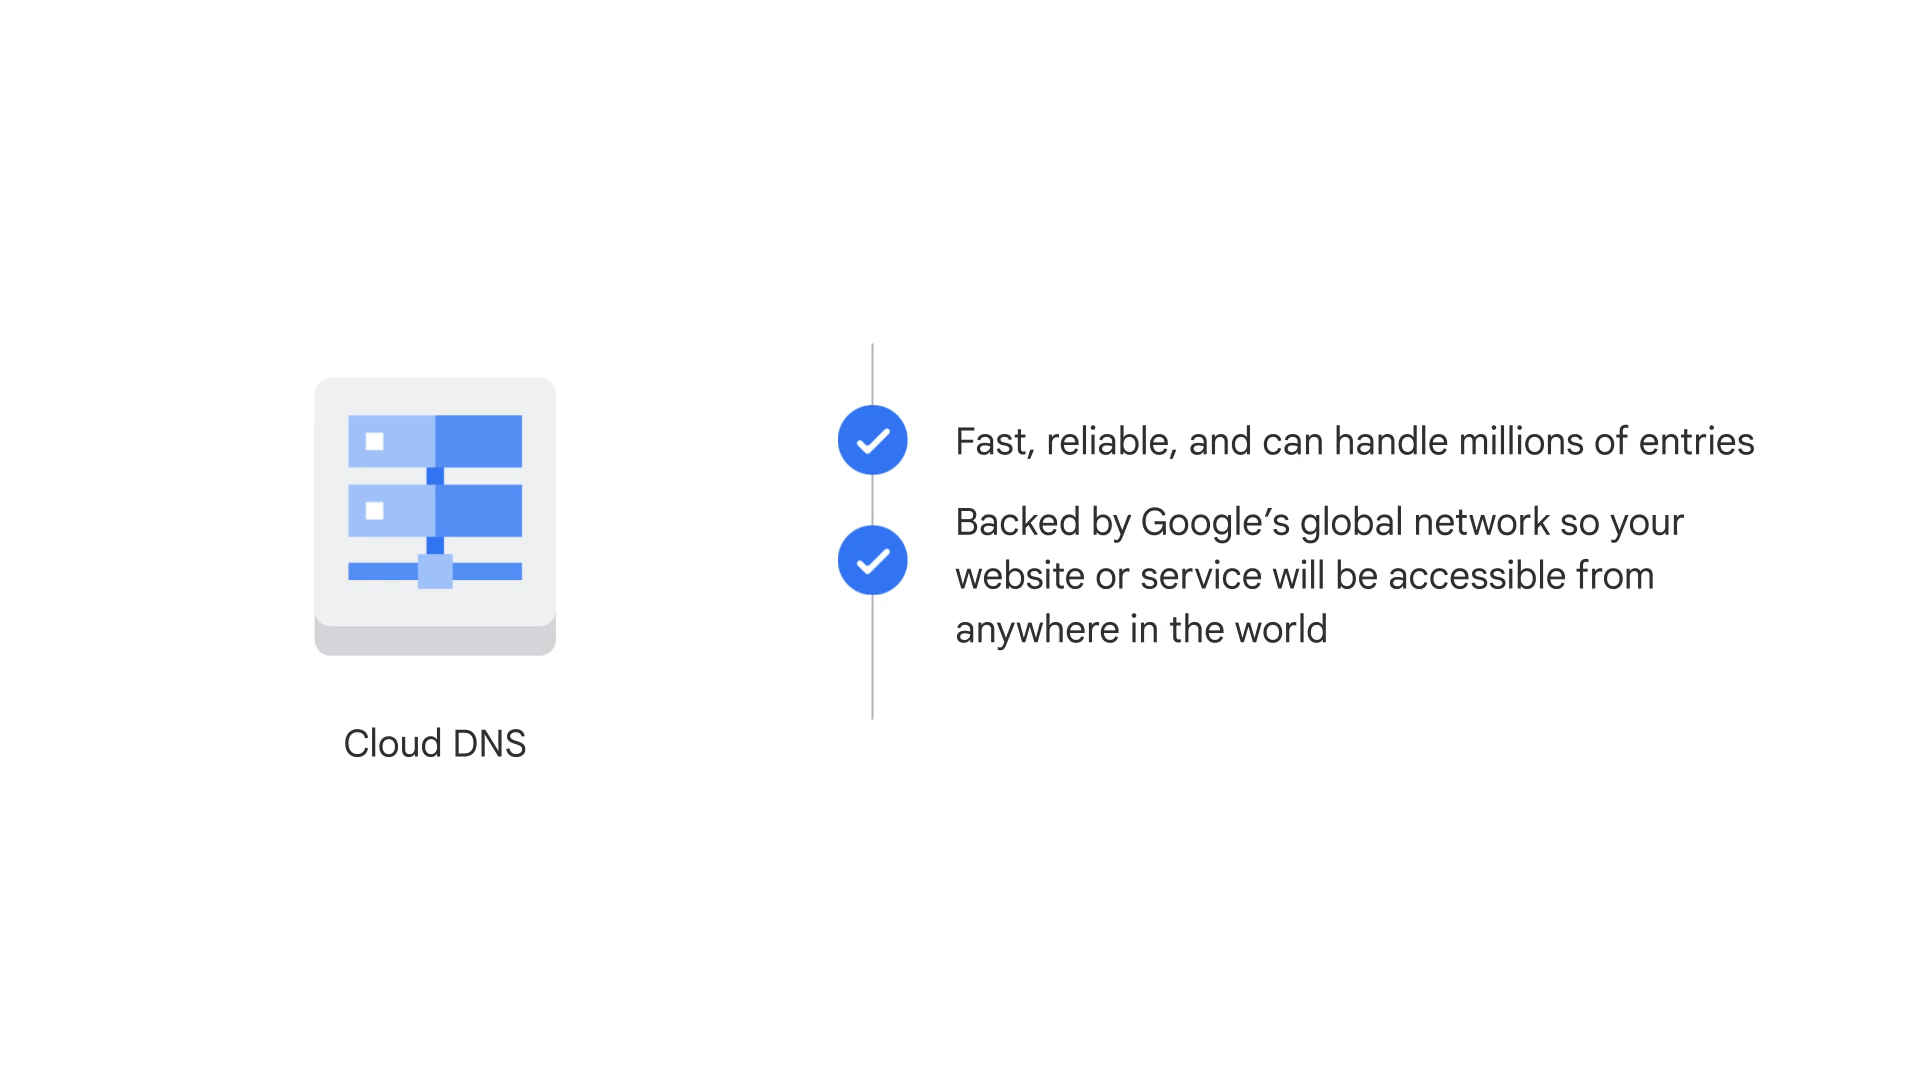 Fast, reliable, and can handle millions of entries
Backed by Google’s global network so your
website or service will be accessible from
anywhere in the world
Cloud DNS